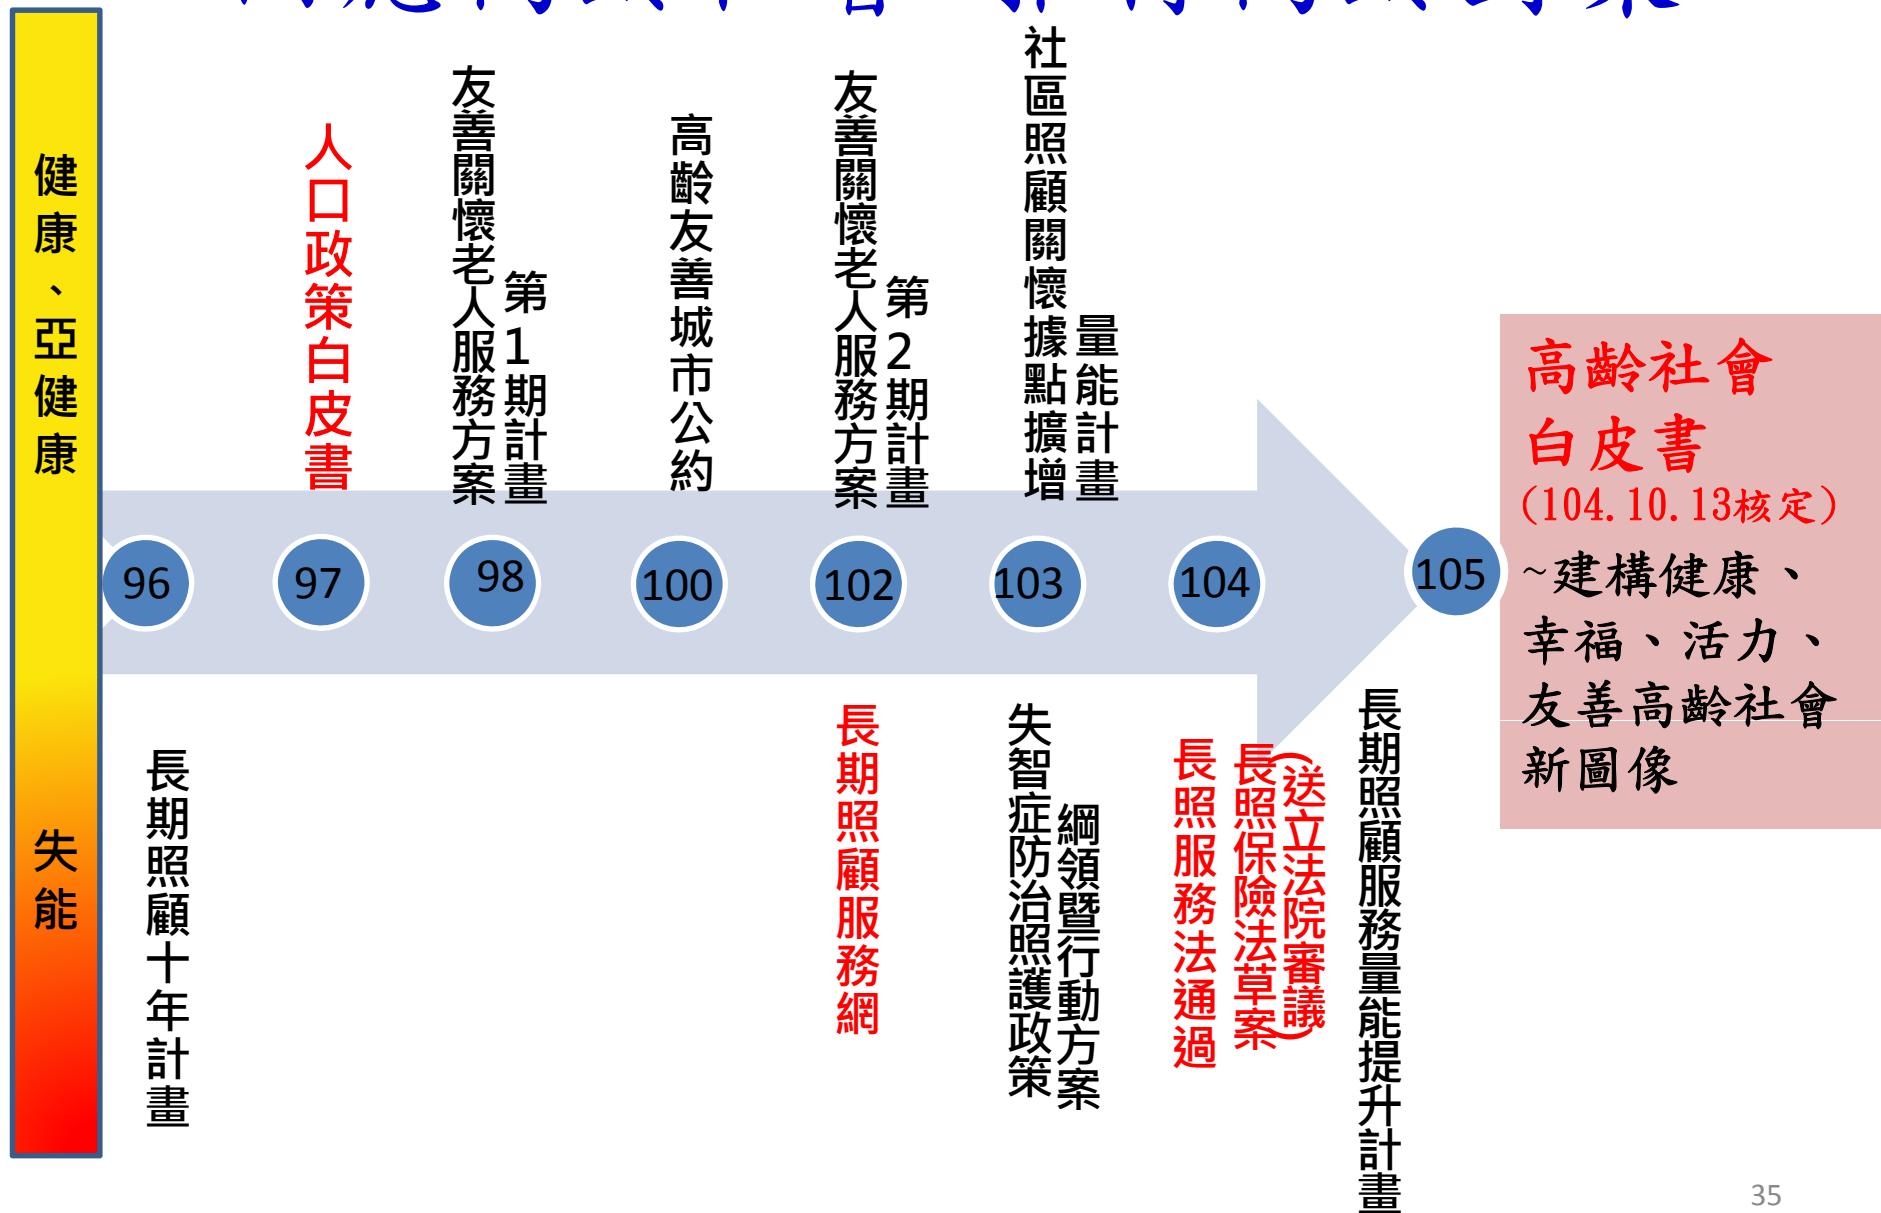 健康、亞健康
失能
人口政策白皮書
友善關懷老人服務方案
第1期計畫
高齡友善城市公約
友善關懷老人服務方案
第2期計畫
社區照顧關懷據點擴增
量能計畫
96
97
98
100
102
103
104
105
長期照顧十年計畫
長期照顧服務網
失智症防治照護政策
綱領暨行動方案
長照服務法通過
長照保險法草案
(送立法院審議)
長期照顧服務量能提升計畫
高齡社會
白皮書
(104.10.13核定)
~建構健康、
幸福、活力、
友善高齡社會
新圖像
35